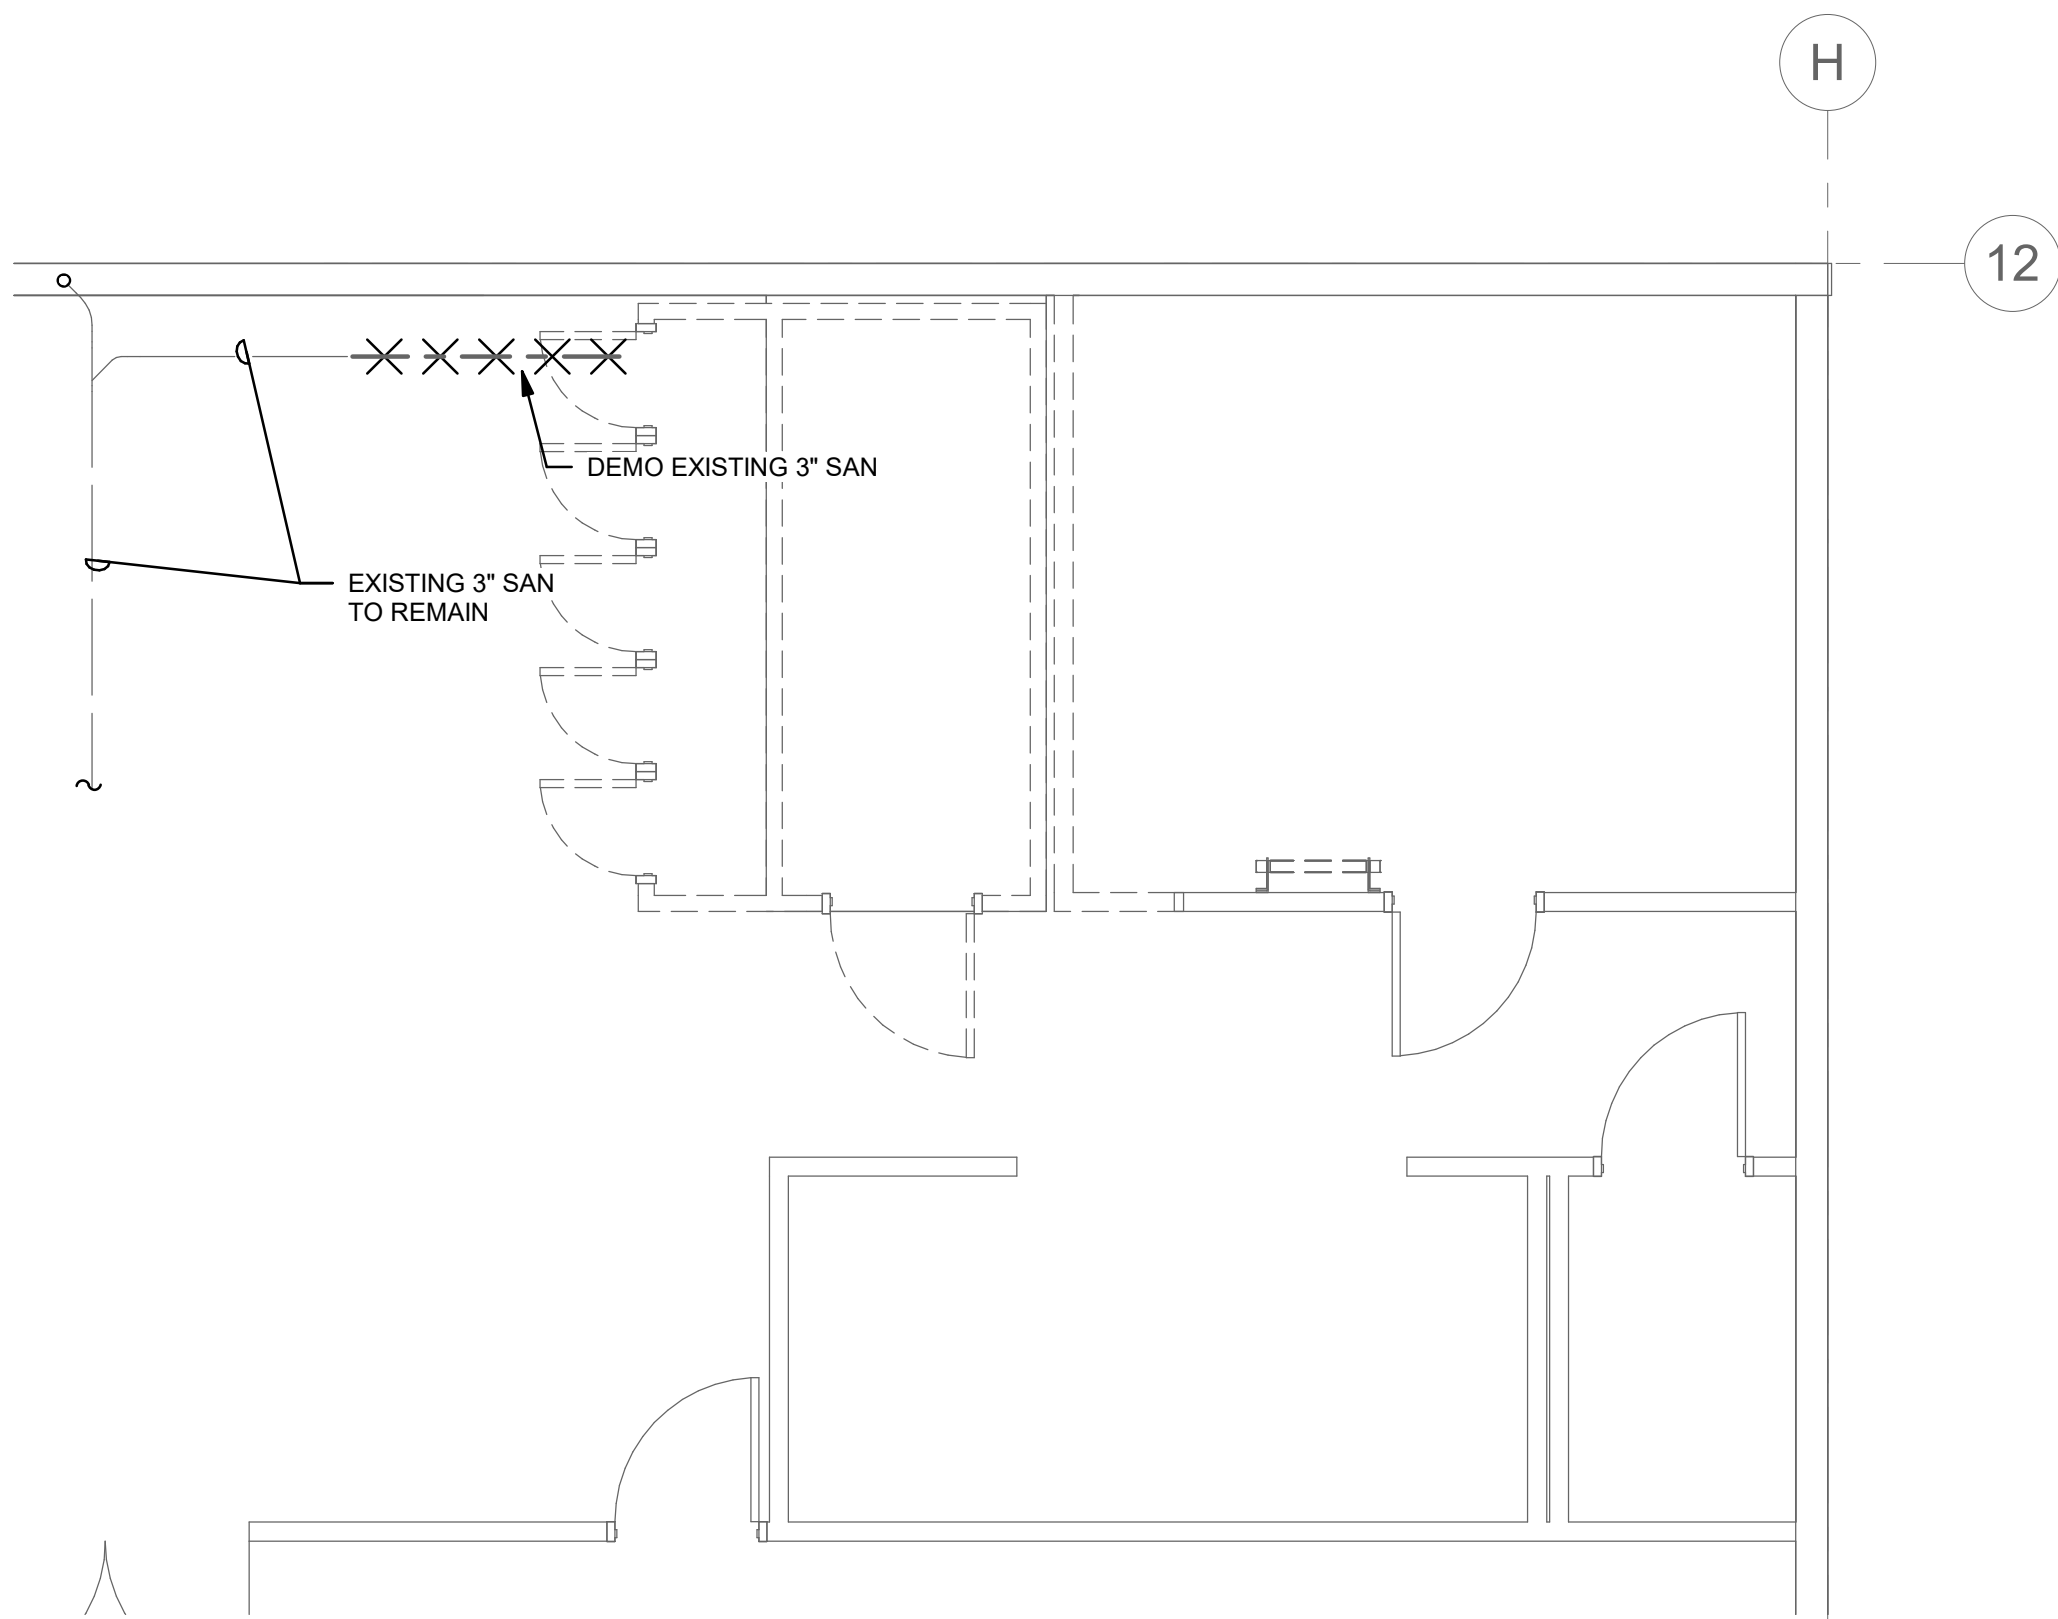 H
12
DEMO EXISTING 3" SAN
EXISTING 3" SAN
TO REMAIN